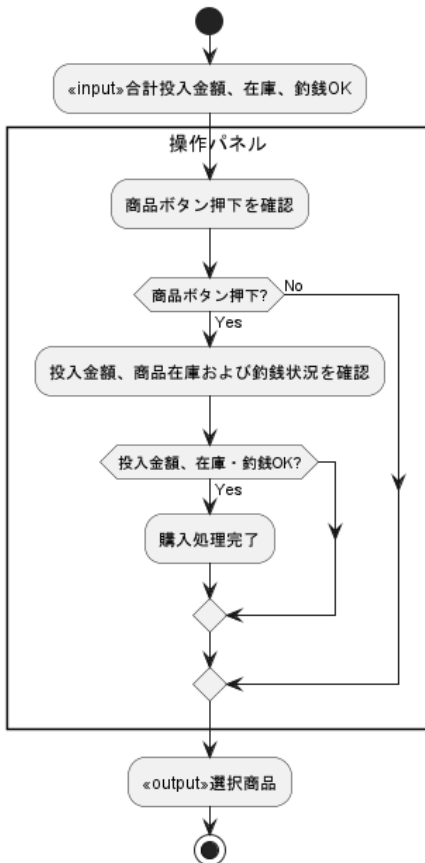 «input»合計投入金額、在庫、釣銭OK
操作パネル
商品ボタン押下を確認
商品ボタン押下?
No
Yes
投入金額、商品在庫および釣銭状況を確認
投入金額、在庫・釣銭OK?
Yes
購入処理完了
«output»選択商品